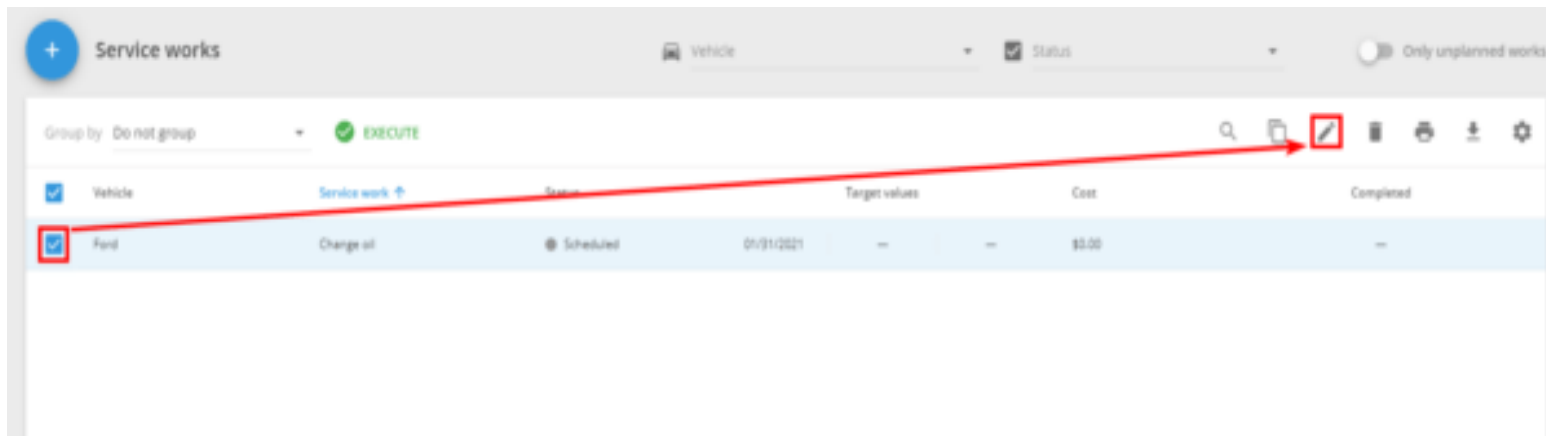 + Service works Vehicle Status Only unplanned works
Group by Do not group EXECUTE
Vehicle Service work ↑ Status Target values Cost Completed
Ford Change oil Scheduled 01/31/2021 — — $0.00 —